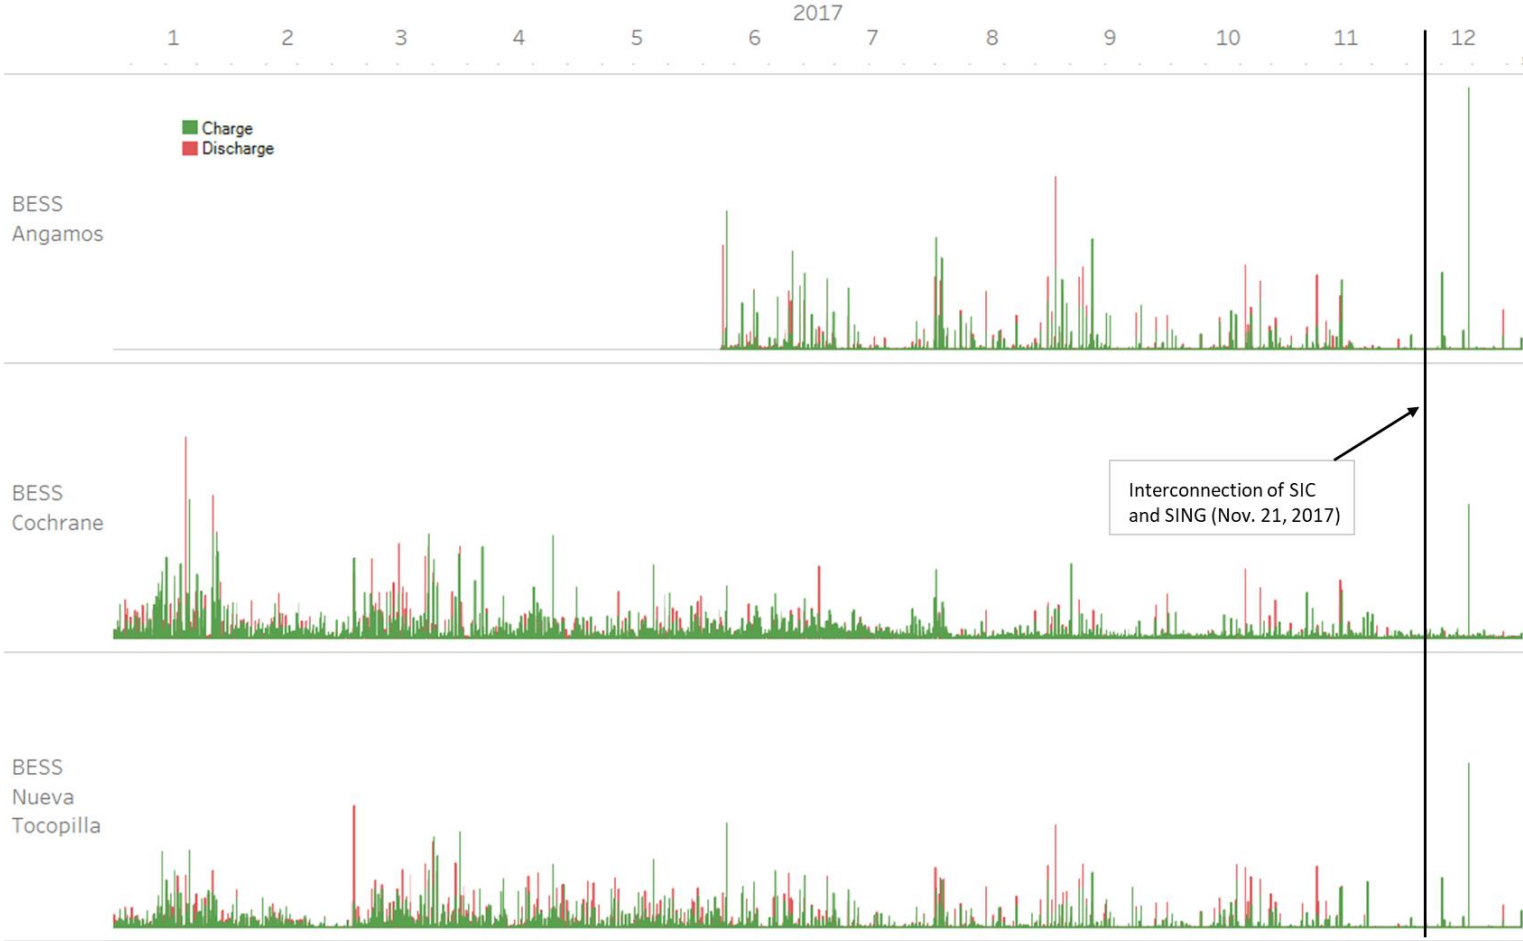 2017
1 2 3 4 5 6 7 8 9 10 11 12
Charge
Discharge
BESS
Angamos
Interconnection of SIC
and SING (Nov. 21, 2017)
BESS
Cochrane
BESS
Nueva
Tocopilla